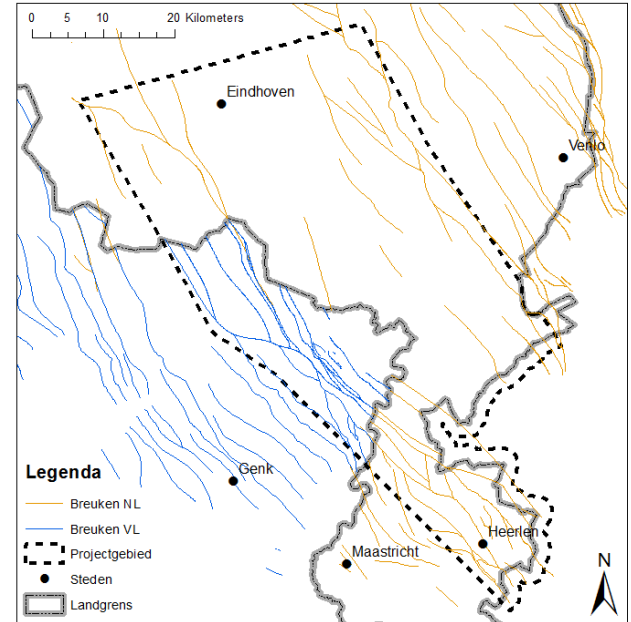 0 5 10 20 Kilometers
Eindhoven
Venlo
Genk
Maastricht
Heerlen
Legenda
Breuken NL
Breuken VL
Projectgebied
Steden
Landgrens
N